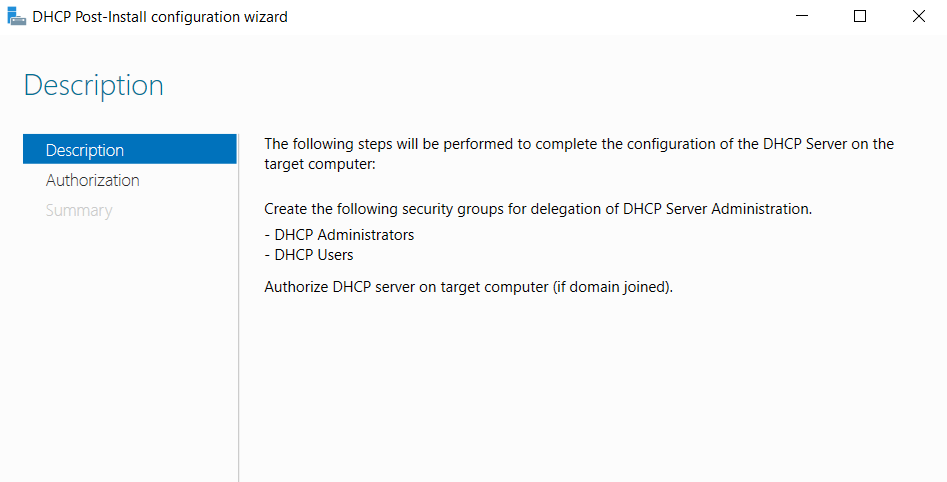 DHCP Post-Install configuration wizard
Description
Description
Authorization
Summary
The following steps will be performed to complete the configuration of the DHCP Server on the
target computer:
Create the following security groups for delegation of DHCP Server Administration.
- DHCP Administrators
- DHCP Users
Authorize DHCP server on target computer (if domain joined).